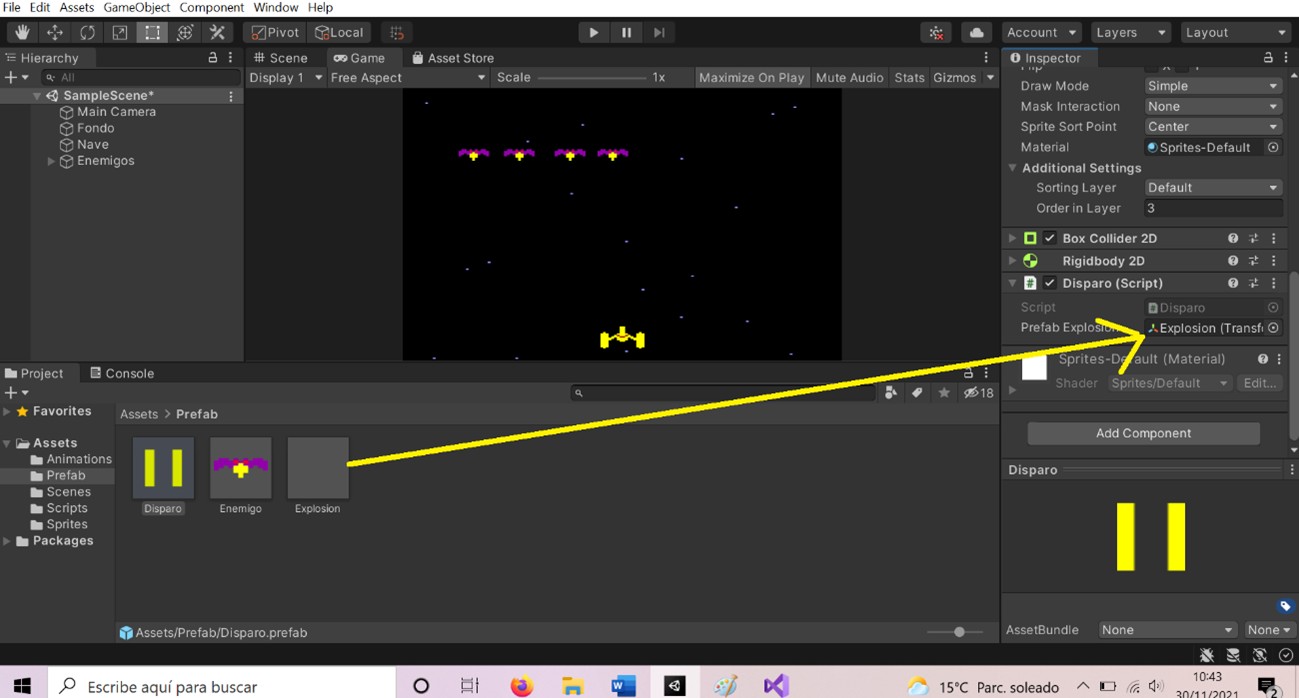 File Edit Assets GameObject Component Window Help
Pivot Local Account Layers Layout
Hierarchy
All
SampleScene*
Main Camera
Fondo
Nave
Enemigos
Scene Game Asset Store
Display 1 Free Aspect Scale 1x Maximize On Play Mute Audio Stats Gizmos
Inspector
Draw Mode Simple
Mask Interaction None
Sprite Sort Point Center
Material Sprites-Default
Additional Settings
Sorting Layer Default
Order in Layer 3
Box Collider 2D
Rigidbody 2D
Disparo (Script)
Script Disparo
Prefab Explosion Explosion (Transf
Sprites-Default (Material)
Shader Sprites/Default Edit...
Add Component
Project Console
18
Favorites
Assets
Animations
Prefab
Scenes
Scripts
Sprites
Packages
Assets > Prefab
Disparo Enemigo Explosion
Assets/Prefab/Disparo.prefab
Disparo
AssetBundle None None
Escribe aquí para buscar
15°C Parc. soleado
10:43
30/11/2021
2